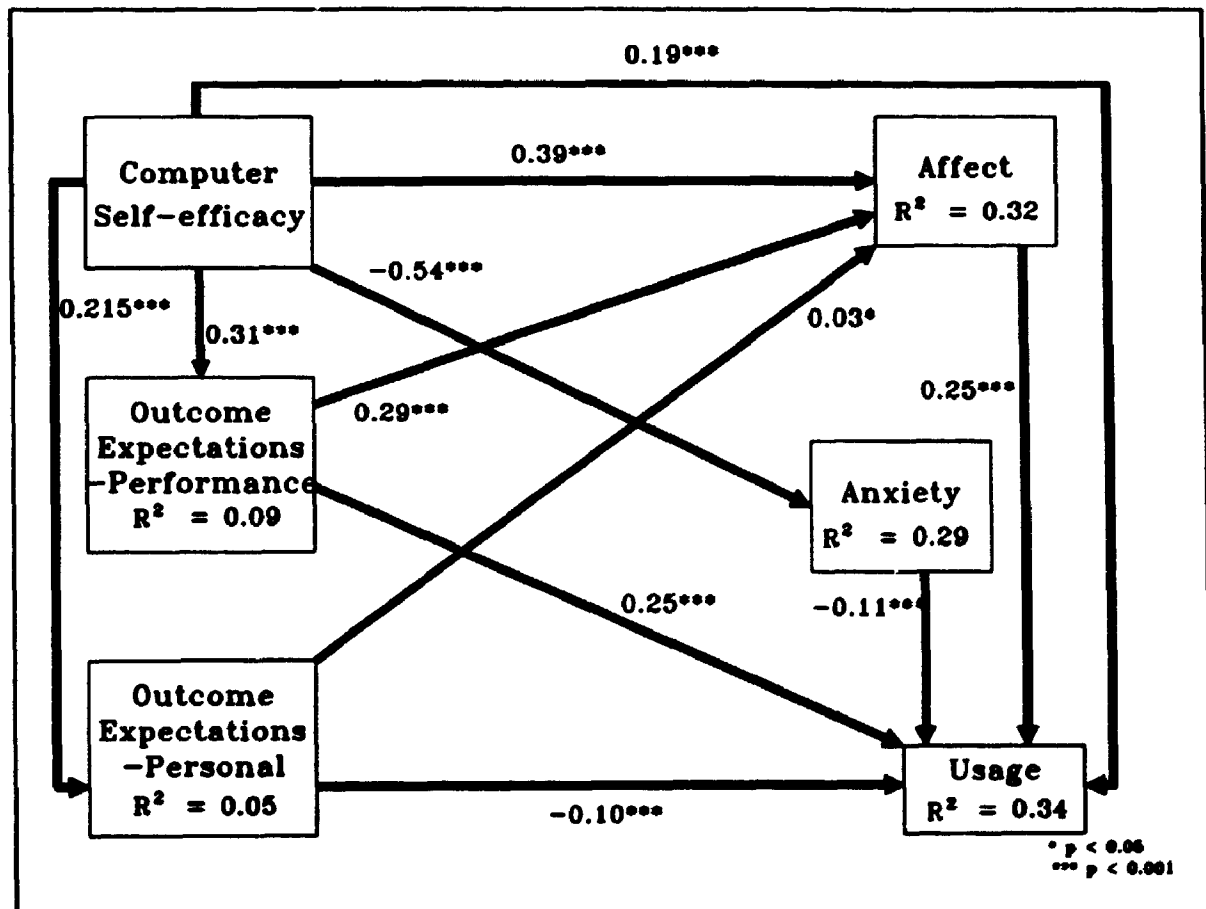 0.19***
Computer
Self-efficacy
0.39***
Affect
R² = 0.32
-0.54***
0.215***
0.31***
0.03*
Outcome
Expectations
-Performance
R² = 0.09
0.29***
0.25***
Anxiety
R² = 0.29
0.25***
-0.11***
Outcome
Expectations
-Personal
R² = 0.05
-0.10***
Usage
R² = 0.34
* p < 0.05
*** p < 0.001